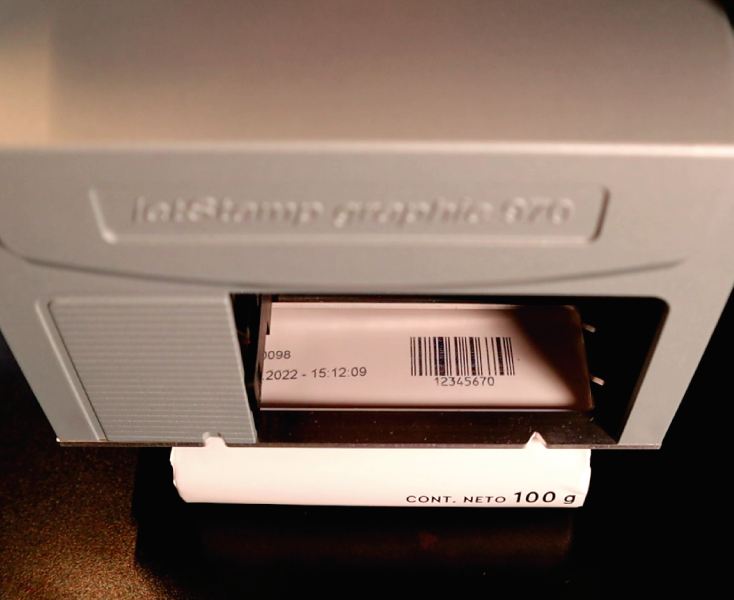 jetStamp graphic 970
0098
2022 - 15:12:09
12345670
CONT. NETO 100 g